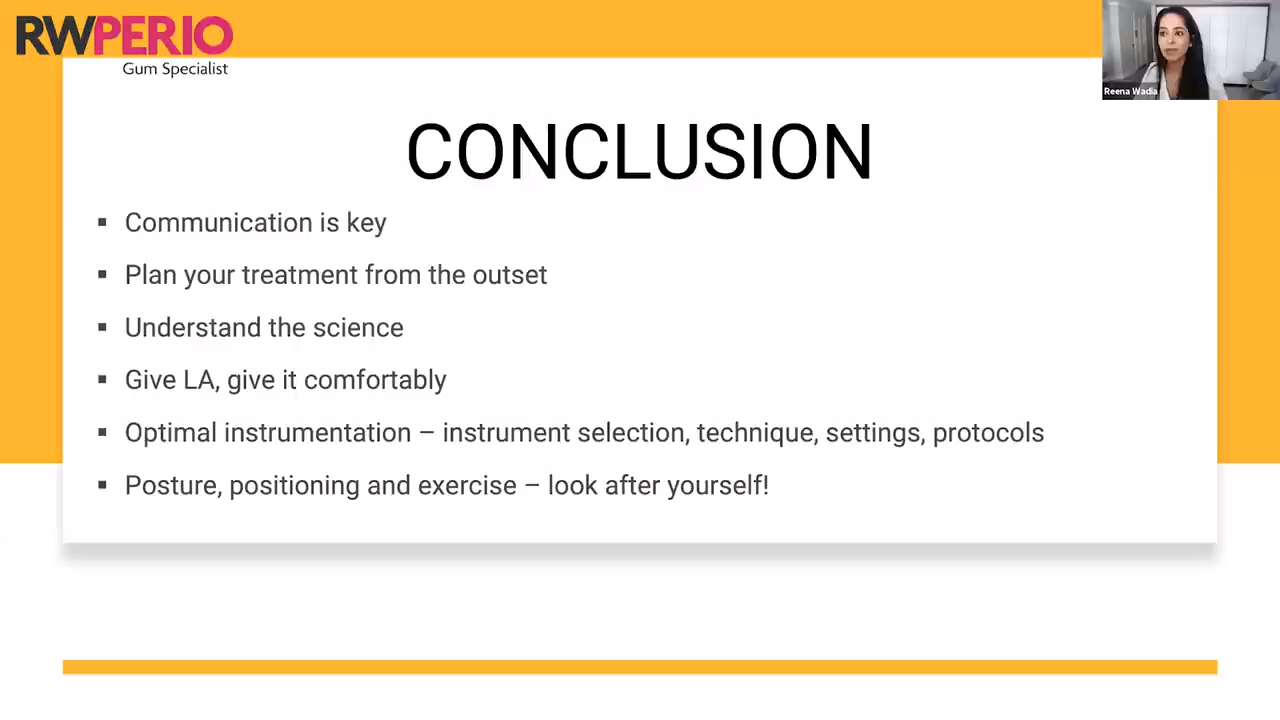 RWPERIO
Gum Specialist
Reena Wadia
CONCLUSION
▪ Communication is key
▪ Plan your treatment from the outset
▪ Understand the science
▪ Give LA, give it comfortably
▪ Optimal instrumentation – instrument selection, technique, settings, protocols
▪ Posture, positioning and exercise – look after yourself!